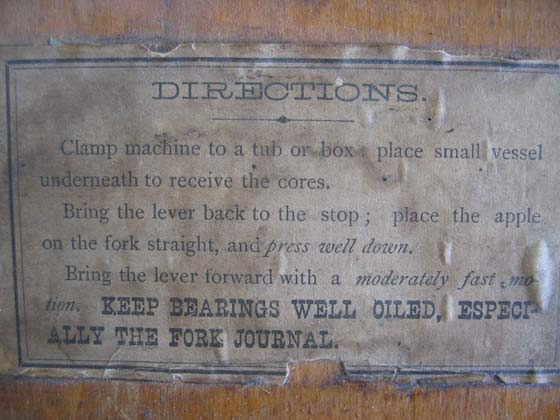 DIRECTIONS.
Clamp machine to a tub or box : place small vessel
underneath to receive the cores.
Bring the lever back to the stop ; place the apple
on the fork straight, and press well down.
Bring the lever forward with a moderately fast mo-
tion. KEEP BEARINGS WELL OILED, ESPECI-
ALLY THE FORK JOURNAL.